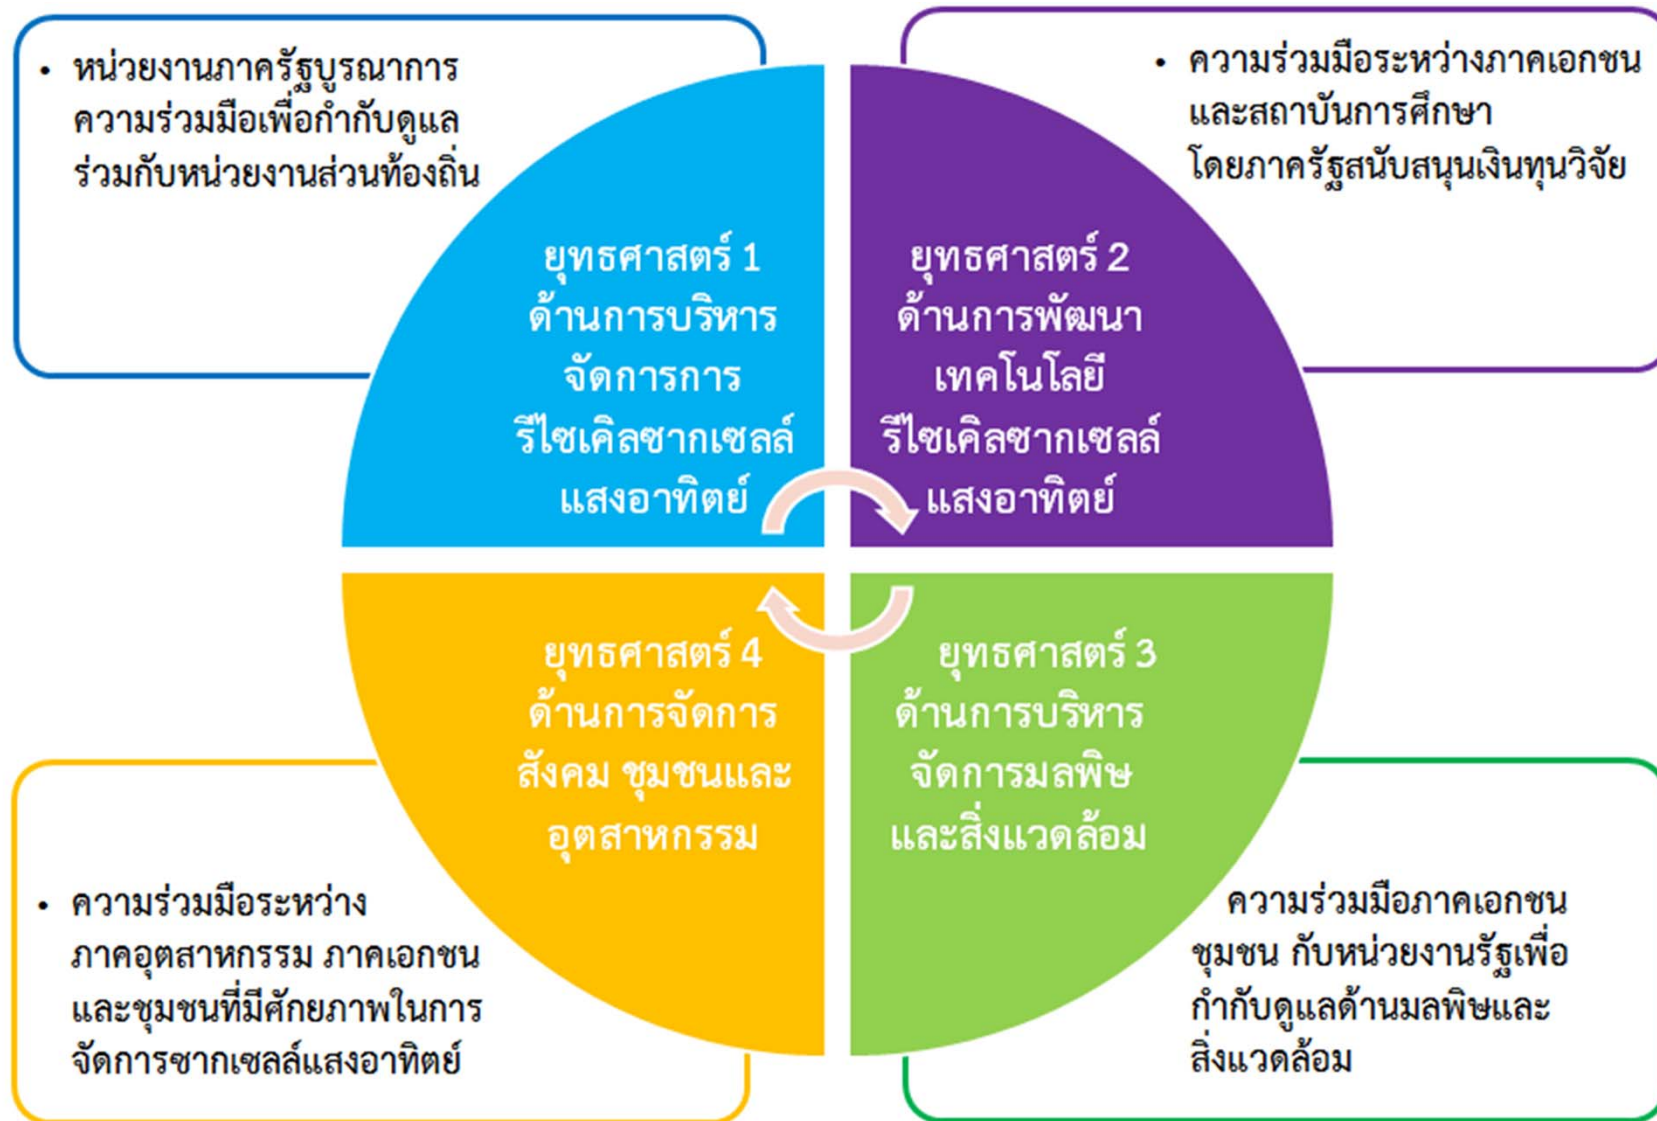 • หน่วยงานภาครัฐบูรณาการ
ความร่วมมือเพื่อกำกับดูแล
ร่วมกับหน่วยงานส่วนท้องถิ่น
• ความร่วมมือระหว่างภาคเอกชน
และสถาบันการศึกษา
โดยภาครัฐสนับสนุนเงินทุนวิจัย
ยุทธศาสตร์ 1
ด้านการบริหาร
จัดการการ
รีไซเคิลซากเซลล์
แสงอาทิตย์
ยุทธศาสตร์ 2
ด้านการพัฒนา
เทคโนโลยี
รีไซเคิลซากเซลล์
แสงอาทิตย์
ยุทธศาสตร์ 3
ด้านการบริหาร
จัดการมลพิษ
และสิ่งแวดล้อม
ยุทธศาสตร์ 4
ด้านการจัดการ
สังคม ชุมชนและ
อุตสาหกรรม
ความร่วมมือภาคเอกชน
ชุมชน กับหน่วยงานรัฐเพื่อ
กำกับดูแลด้านมลพิษและ
สิ่งแวดล้อม
• ความร่วมมือระหว่าง
ภาคอุตสาหกรรม ภาคเอกชน
และชุมชนที่มีศักยภาพในการ
จัดการซากเซลล์แสงอาทิตย์